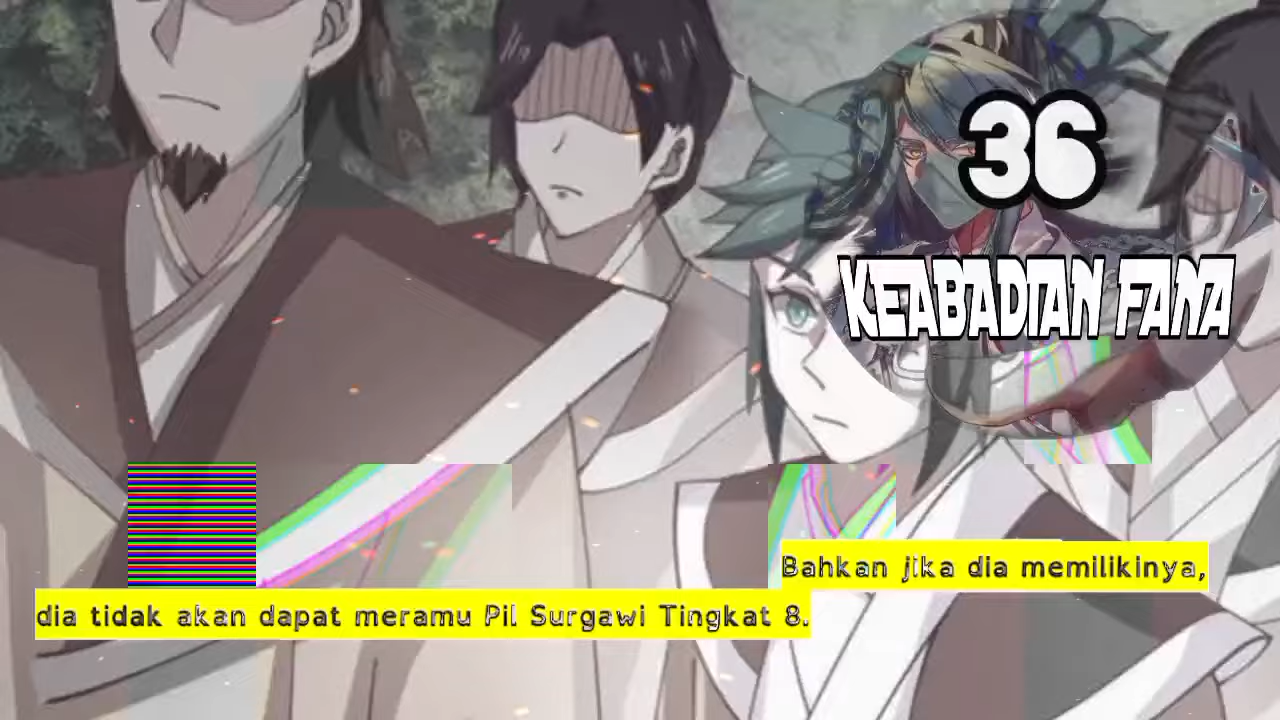 36
KEABADIAN FANA
Bahkan jika dia memilikinya,
dia tidak akan dapat meramu Pil Surgawi Tingkat 8.